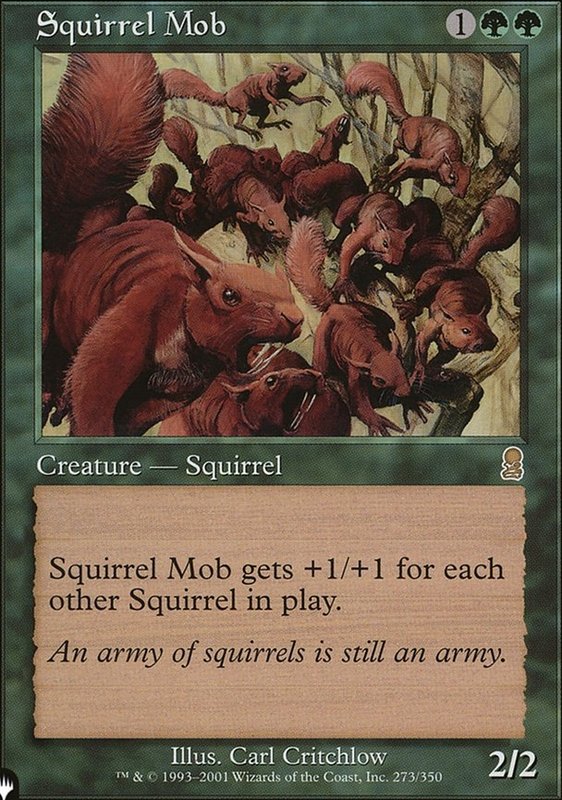 Squirrel Mob 1
Creature — Squirrel
Squirrel Mob gets +1/+1 for each
other Squirrel in play.
An army of squirrels is still an army.
Illus. Carl Critchlow
™ & © 1993–2001 Wizards of the Coast, Inc. 273/350
2/2